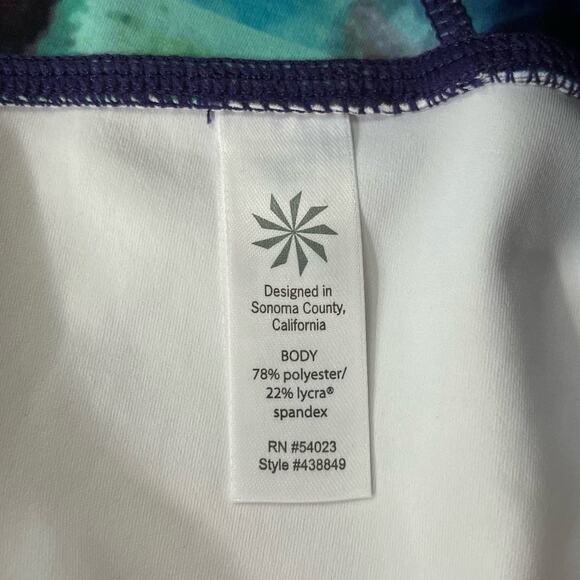 Designed in
Sonoma County,
California
BODY
78% polyester/
22% lycra®
spandex
RN #54023
Style #438849